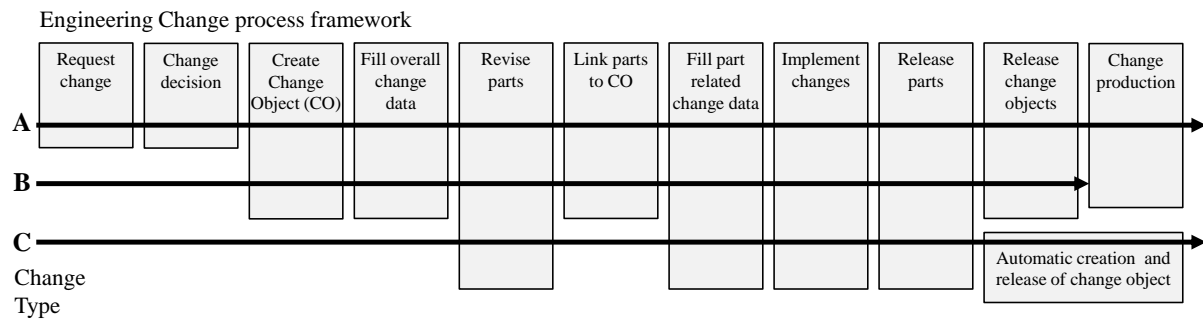 Engineering Change process framework
Request
change
Change
decision
Create
Change
Object (CO)
Fill overall
change
data
Revise
parts
Link parts
to CO
Fill part
related
change data
Implement
changes
Release
parts
Release
change
objects
Change
production
A
B
C
Automatic creation and
release of change object
Change
Type